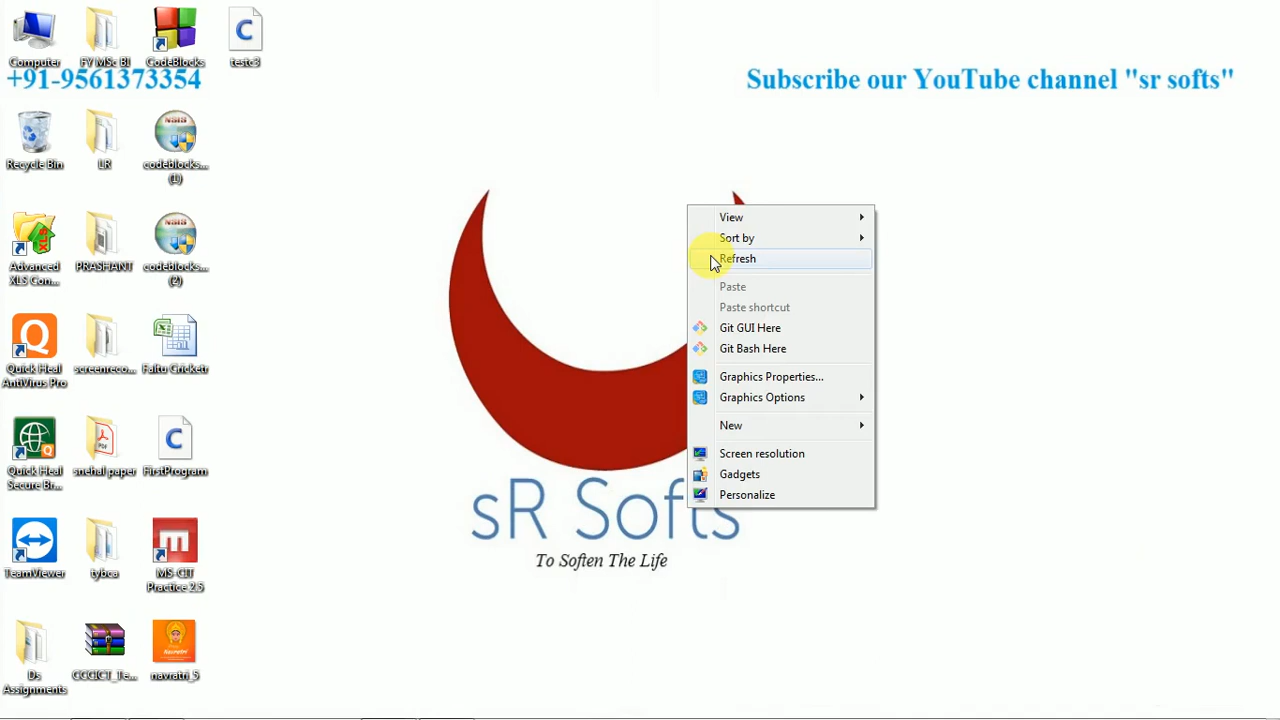 Computer
FY MSc BI
CodeBlocks
testc3
+91-9561373354
Subscribe our YouTube channel "sr softs"
Recycle Bin
LR
codeblocks...
(1)
Advanced
XLS Con...
PRASHANT
codeblocks...
(2)
Quick Heal
AntiVirus Pro
screenreco...
Faltu Cricketr
Quick Heal
Secure Br...
snehal paper
FirstProgram
TeamViewer
tybca
MS-CIT
Practice 2.5
Ds
Assignments
CCCICT_Te...
navratri_5
View
Sort by
Refresh
Paste
Paste shortcut
Git GUI Here
Git Bash Here
Graphics Properties...
Graphics Options
New
Screen resolution
Gadgets
Personalize
sR Softs
To Soften The Life